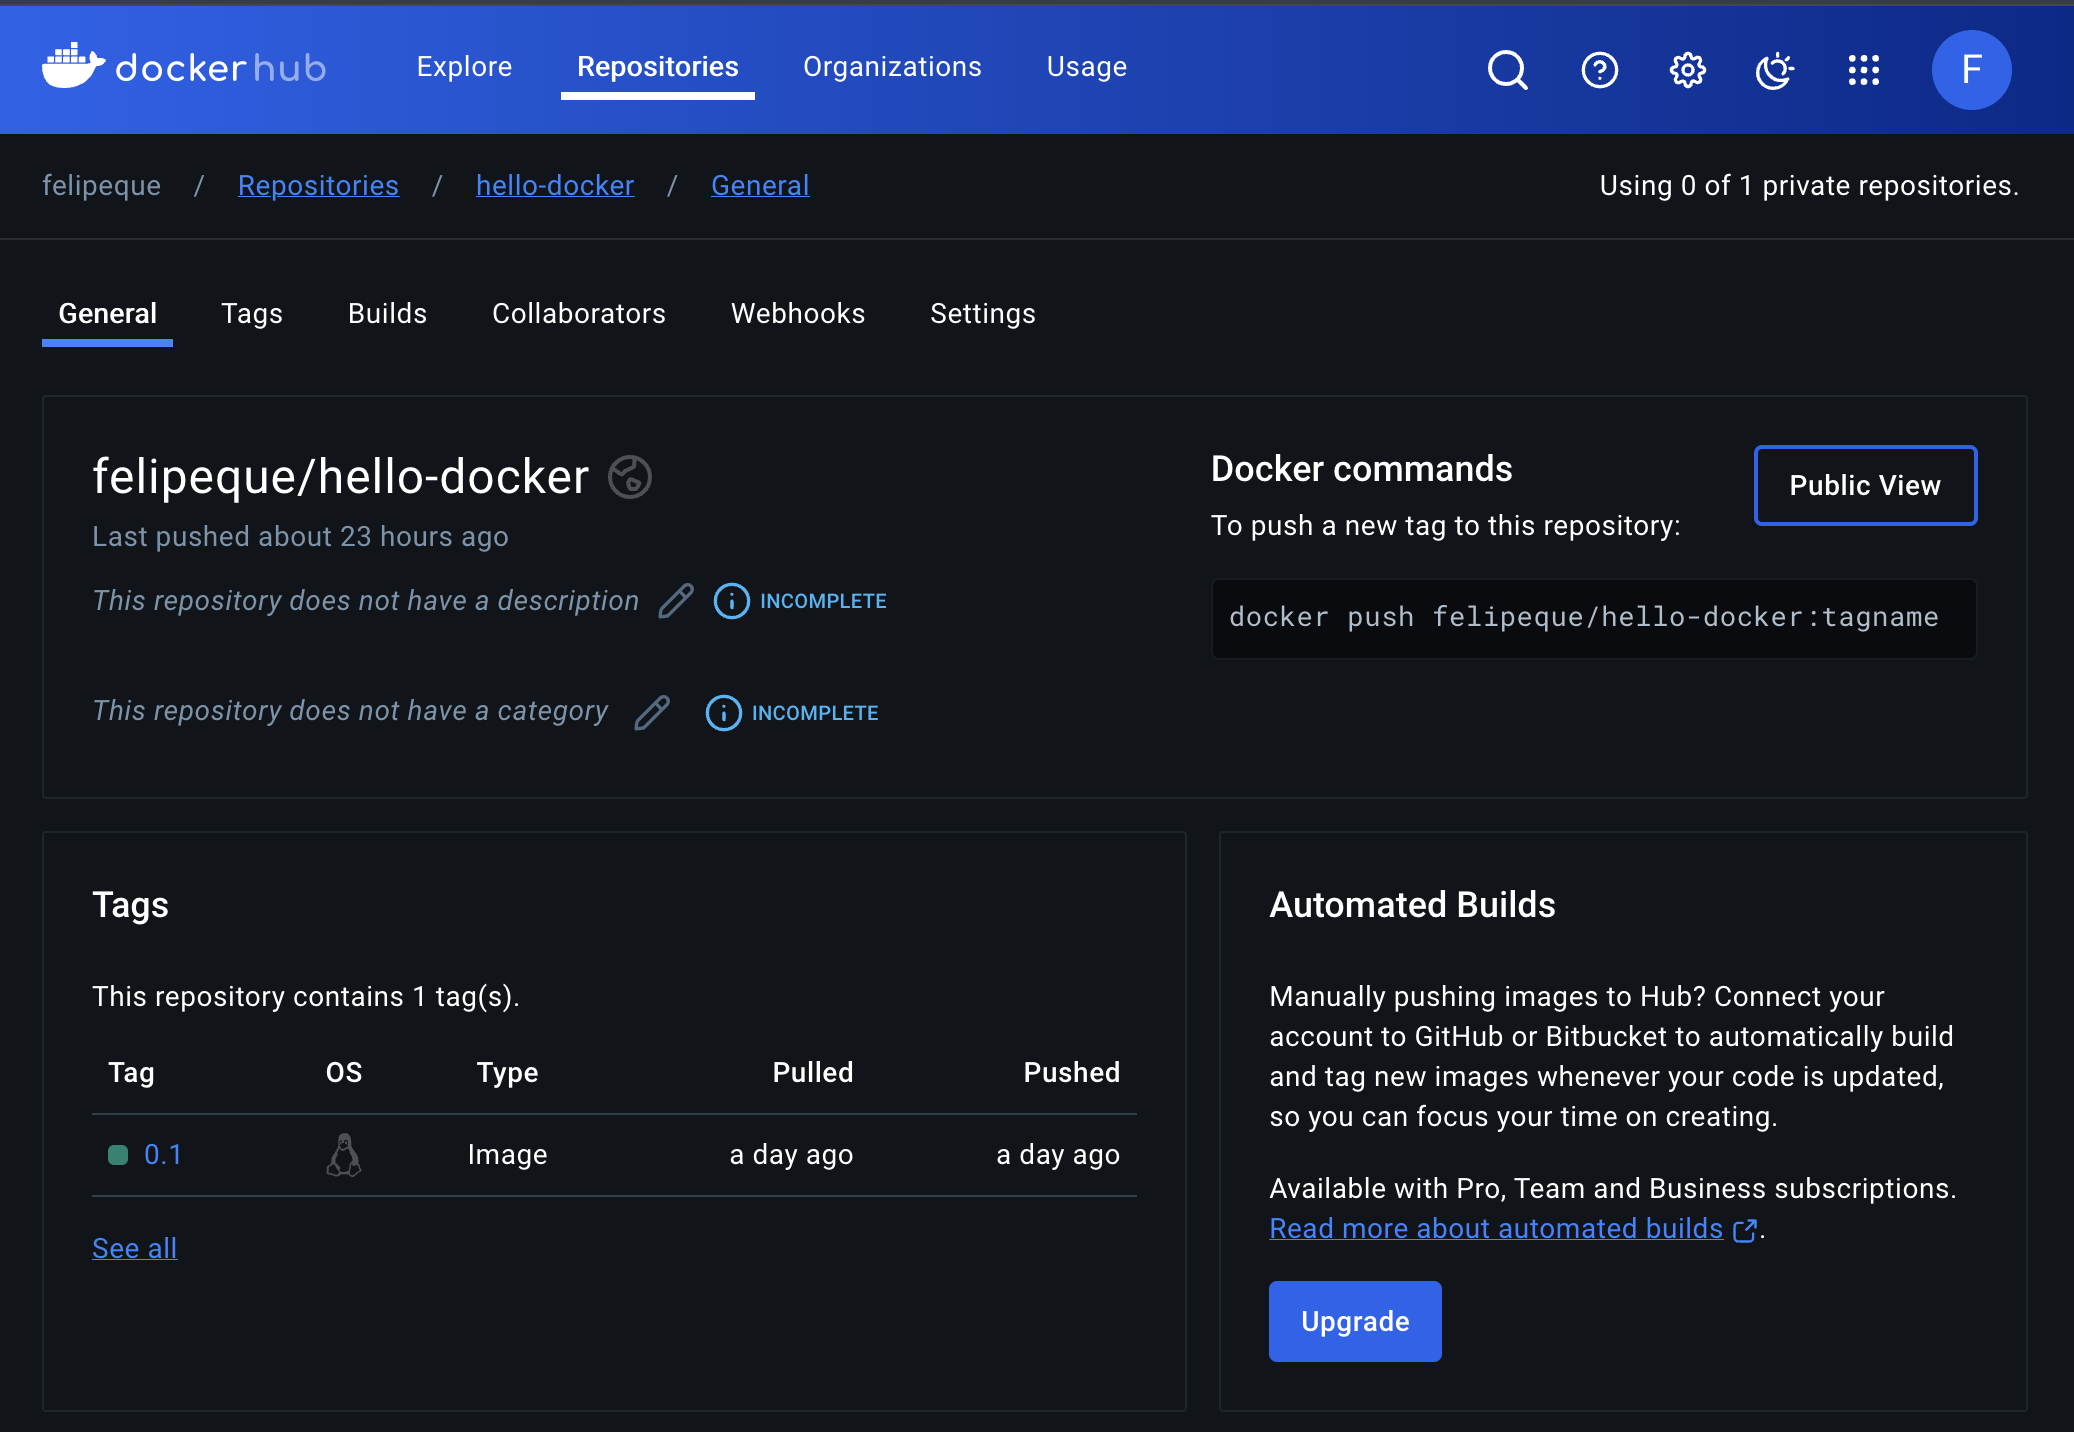 dockerhub Explore Repositories Organizations Usage F
felipeque / Repositories / hello-docker / General Using 0 of 1 private repositories.
General Tags Builds Collaborators Webhooks Settings
felipeque/hello-docker
Last pushed about 23 hours ago
This repository does not have a description INCOMPLETE
This repository does not have a category INCOMPLETE
Docker commands
Public View
To push a new tag to this repository:
docker push felipeque/hello-docker:tagname
Tags
This repository contains 1 tag(s).
Tag OS Type Pulled Pushed
0.1 Image a day ago a day ago
See all
Automated Builds
Manually pushing images to Hub? Connect your
account to GitHub or Bitbucket to automatically build
and tag new images whenever your code is updated,
so you can focus your time on creating.
Available with Pro, Team and Business subscriptions.
Read more about automated builds.
Upgrade